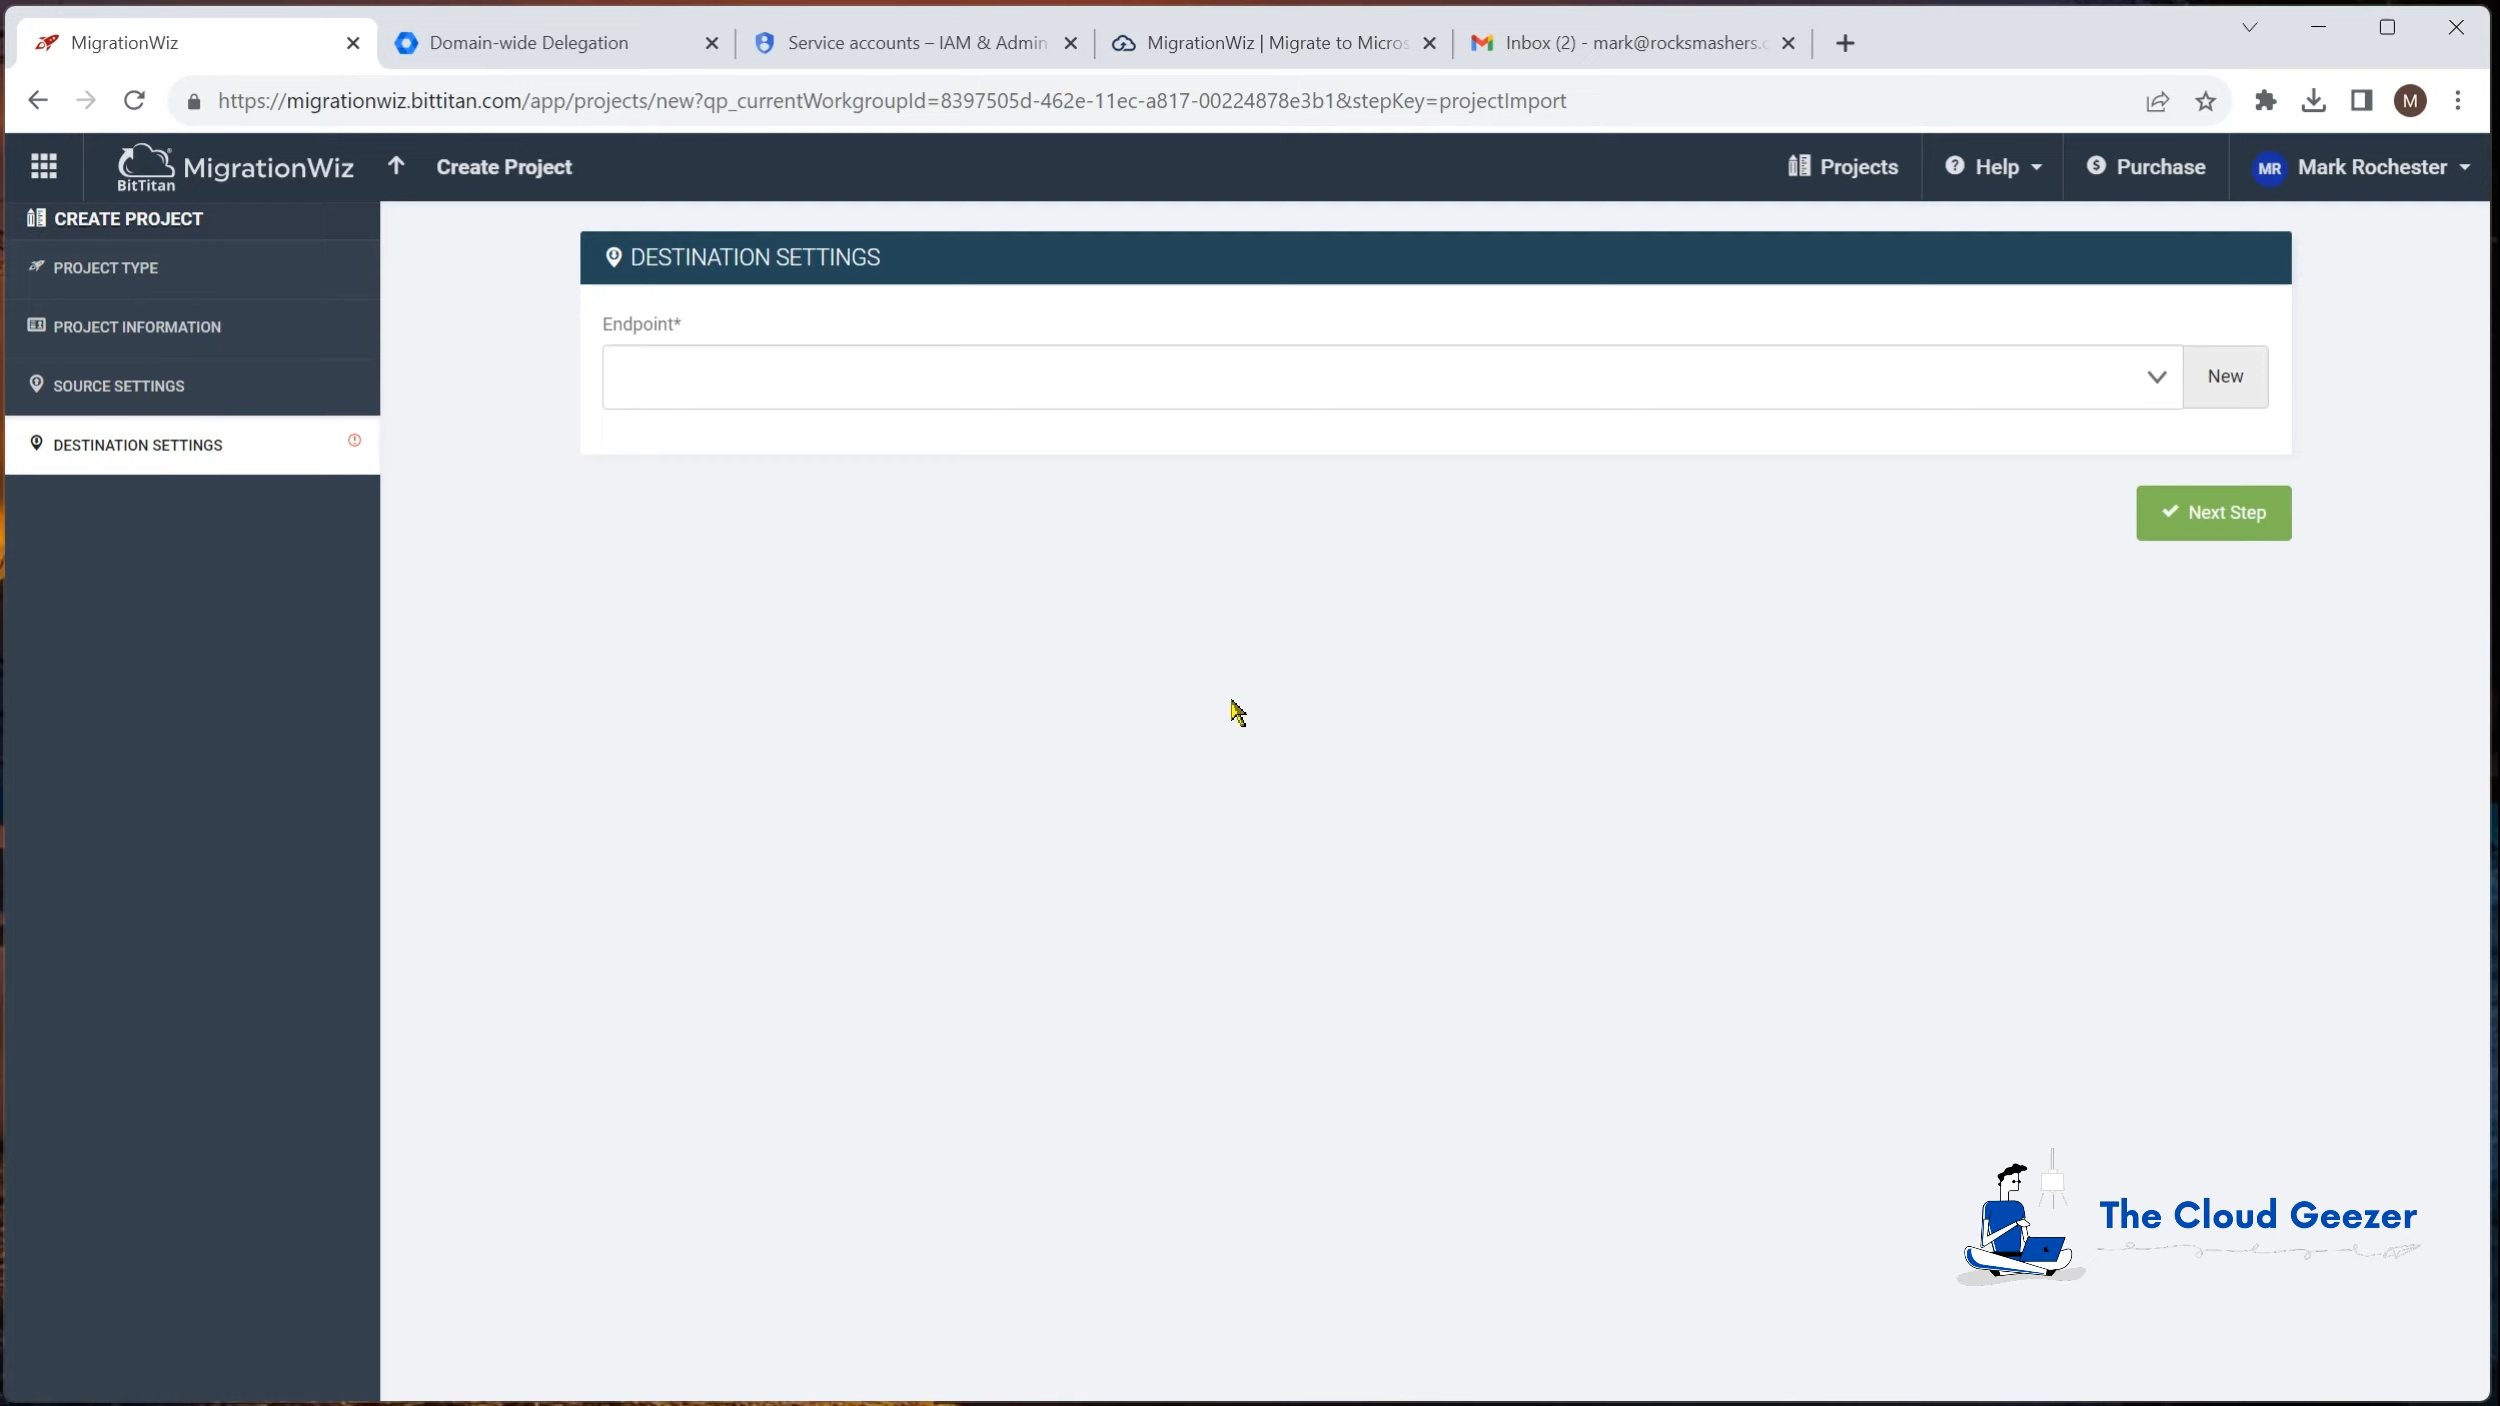 MigrationWiz
Domain-wide Delegation
Service accounts – IAM & Admin
MigrationWiz | Migrate to Micros
Inbox (2) - mark@rocksmashers.c
https://migrationwiz.bittitan.com/app/projects/new?qp_currentWorkgroupId=8397505d-462e-11ec-a817-00224878e3b1&stepKey=projectImport
M
BitTitan
MigrationWiz
Create Project
Projects
Help
Purchase
MR
Mark Rochester
CREATE PROJECT
PROJECT TYPE
PROJECT INFORMATION
SOURCE SETTINGS
DESTINATION SETTINGS
DESTINATION SETTINGS
Endpoint*
New
Next Step
The Cloud Geezer